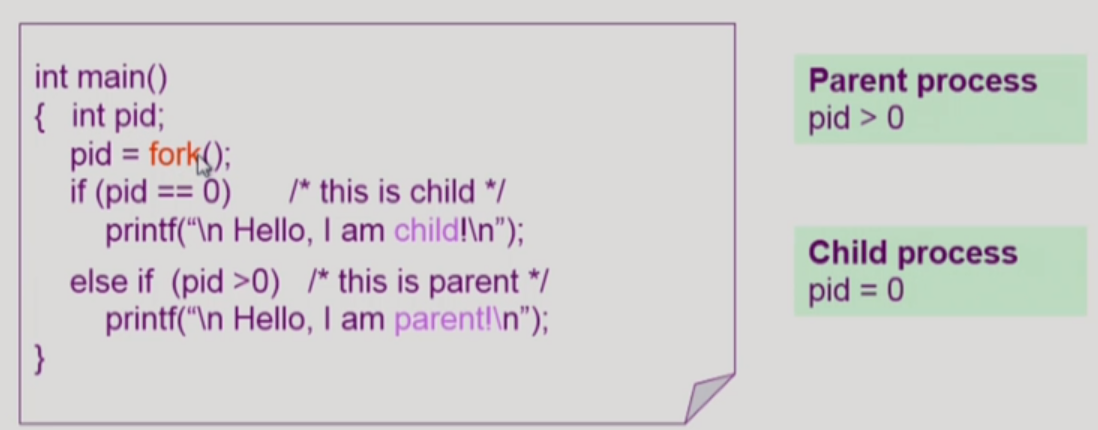 int main()
{ int pid;
pid = fork();
if (pid == 0) /* this is child */
printf(“\n Hello, I am child!\n”);
else if (pid >0) /* this is parent */
printf(“\n Hello, I am parent!\n”);
}
Parent process
pid > 0
Child process
pid = 0